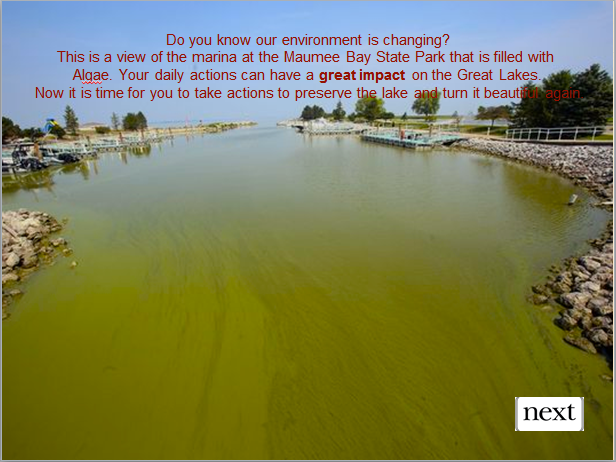 Do you know our environment is changing?
This is a view of the marina at the Maumee Bay State Park that is filled with
Algae. Your daily actions can have a great impact on the Great Lakes.
Now it is time for you to take actions to preserve the lake and turn it beautiful again
next